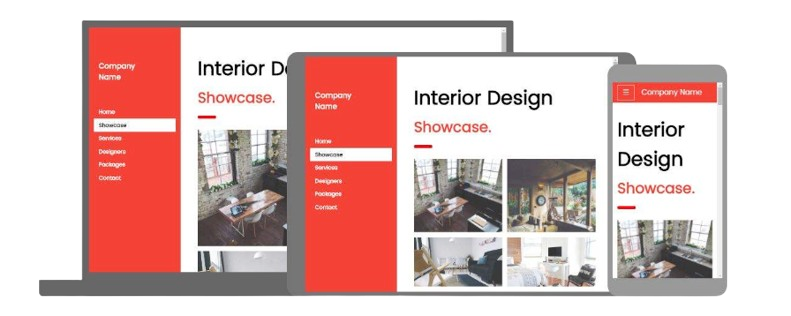 Company
Name
Home
Showcase
Services
Designers
Packages
Contact
Interior De
Showcase.
Company
Name
Home
Showcase
Services
Designers
Packages
Contact
Interior Design
Showcase.
☰ Company Name
Interior
Design
Showcase.